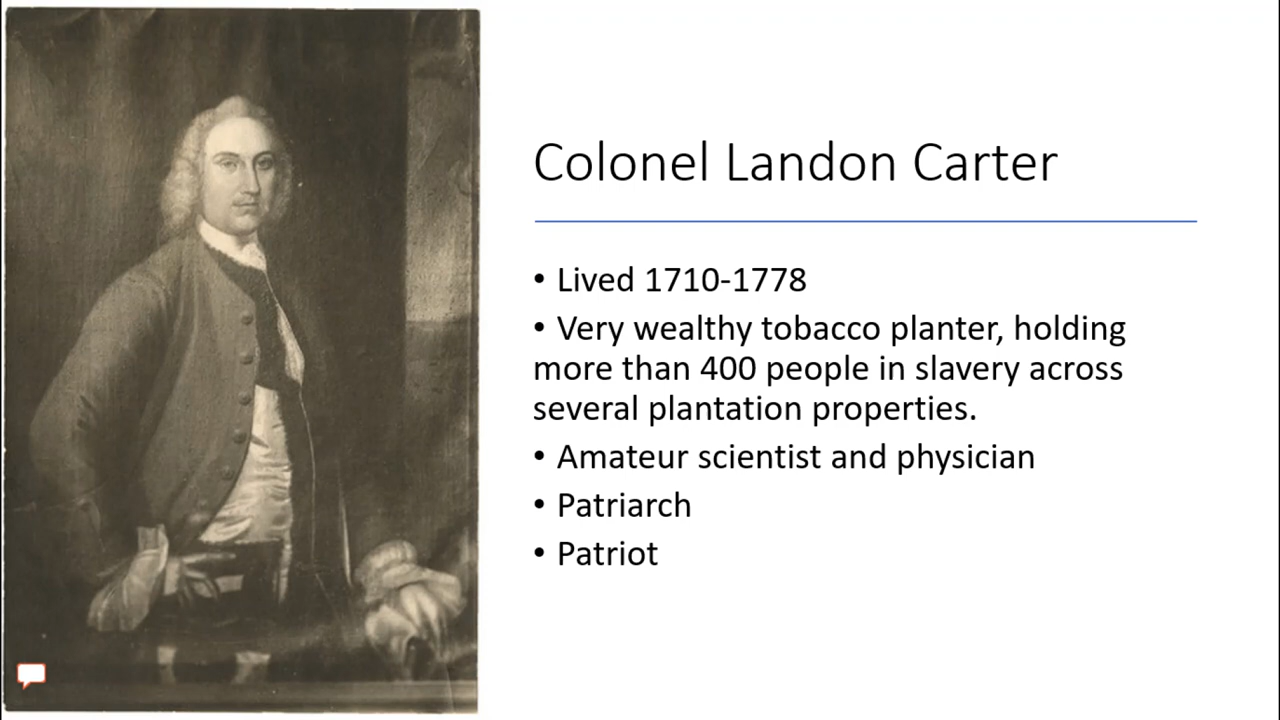 Colonel Landon Carter
• Lived 1710-1778
• Very wealthy tobacco planter, holding
more than 400 people in slavery across
several plantation properties.
• Amateur scientist and physician
• Patriarch
• Patriot